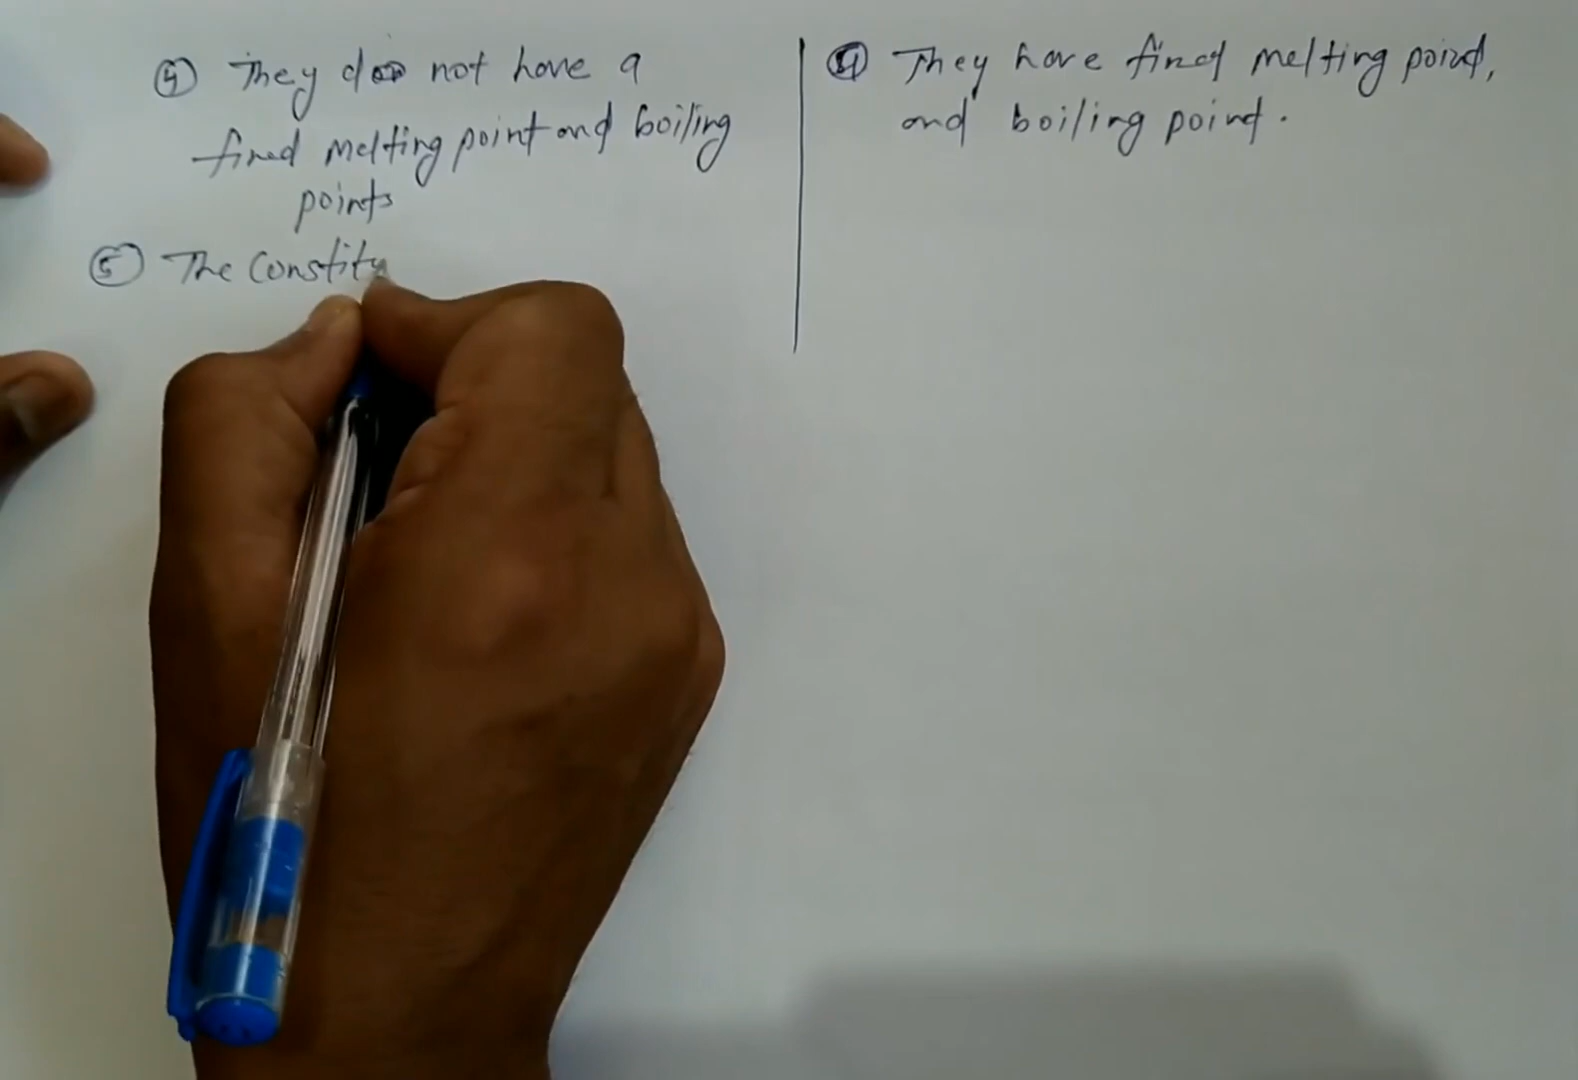 ④ They do not have a
fixed melting point and boiling
points
⑤ The Constitu
④ They have fixed melting point,
and boiling point.